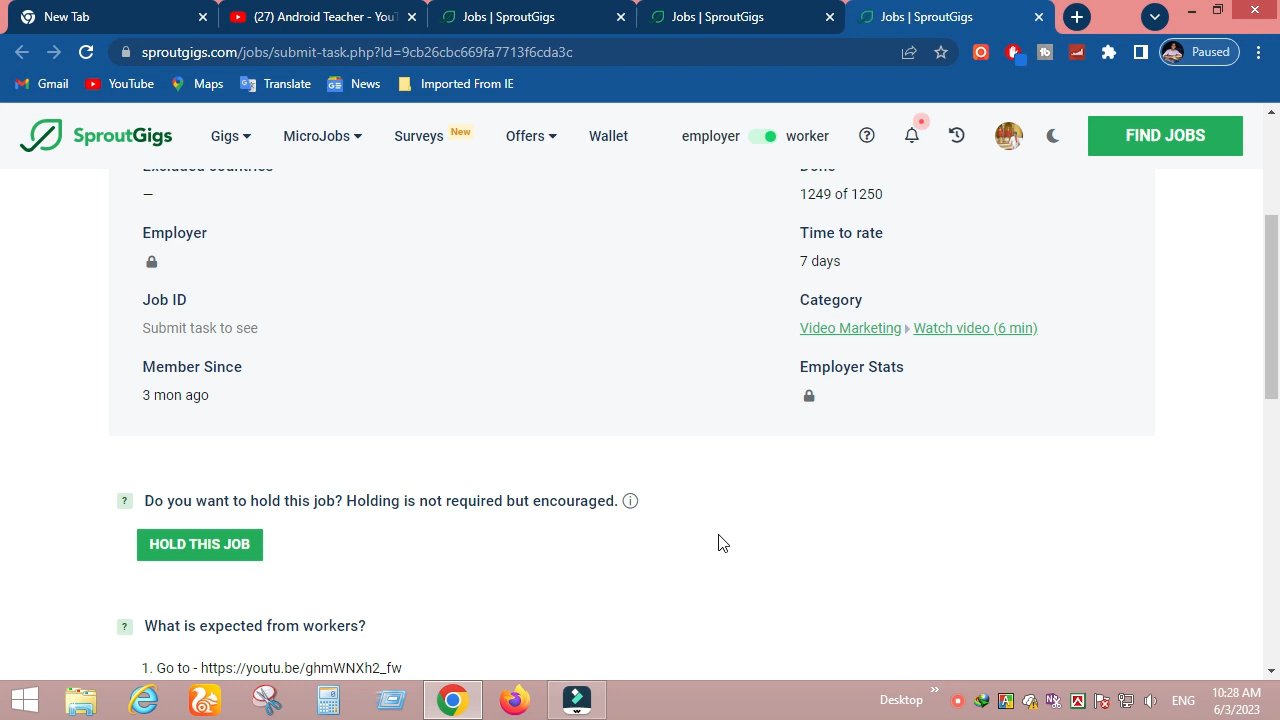 New Tab
(27) Android Teacher - You
Jobs | SproutGigs
Jobs | SproutGigs
Jobs | SproutGigs
sproutgigs.com/jobs/submit-task.php?Id=9cb26cbc669fa7713f6cda3c
Paused
Gmail
YouTube
Maps
Translate
News
Imported From IE
SproutGigs
Gigs
MicroJobs
Surveys New
Offers
Wallet
employer
worker
FIND JOBS
Excluded countries
Done
—
1249 of 1250
Employer
Time to rate
7 days
Job ID
Category
Submit task to see
Video Marketing Watch video (6 min)
Member Since
Employer Stats
3 mon ago
? Do you want to hold this job? Holding is not required but encouraged.
HOLD THIS JOB
? What is expected from workers?
1. Go to - https://youtu.be/ghmWNXh2_fw
Desktop
ENG
10:28 AM
6/3/2023